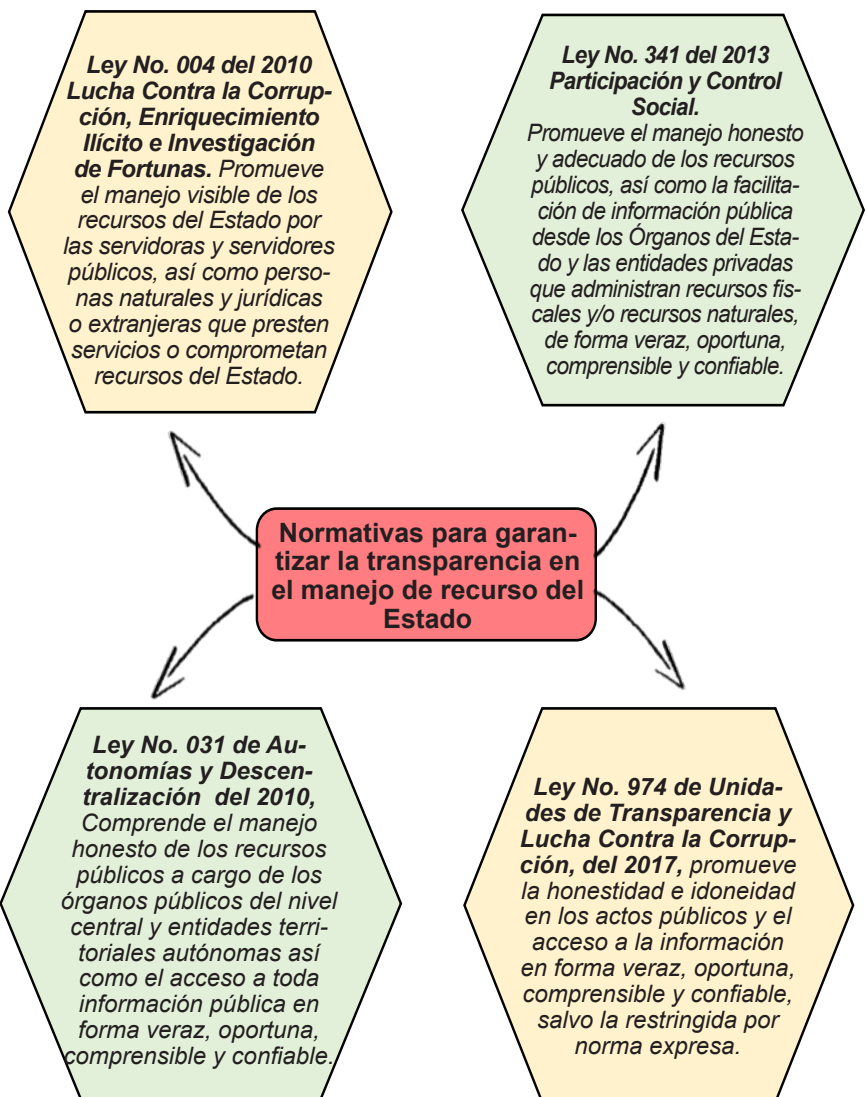 Ley No. 004 del 2010
Lucha Contra la Corrup-
ción, Enriquecimiento
Ilícito e Investigación
de Fortunas. Promueve
el manejo visible de los
recursos del Estado por
las servidoras y servidores
públicos, así como perso-
nas naturales y jurídicas
o extranjeras que presten
servicios o comprometan
recursos del Estado.
Ley No. 341 del 2013
Participación y Control
Social.
Promueve el manejo honesto
y adecuado de los recursos
públicos, así como la facilita-
ción de información pública
desde los Órganos del Esta-
do y las entidades privadas
que administran recursos fis-
cales y/o recursos naturales,
de forma veraz, oportuna,
comprensible y confiable.
Normativas para garan-
tizar la transparencia en
el manejo de recurso del
Estado
Ley No. 031 de Au-
tonomías y Descen-
tralización del 2010,
Comprende el manejo
honesto de los recursos
públicos a cargo de los
órganos públicos del nivel
central y entidades terri-
toriales autónomas así
como el acceso a toda
información pública en
forma veraz, oportuna,
comprensible y confiable.
Ley No. 974 de Unida-
des de Transparencia y
Lucha Contra la Corrup-
ción, del 2017, promueve
la honestidad e idoneidad
en los actos públicos y el
acceso a la información
en forma veraz, oportuna,
comprensible y confiable,
salvo la restringida por
norma expresa.